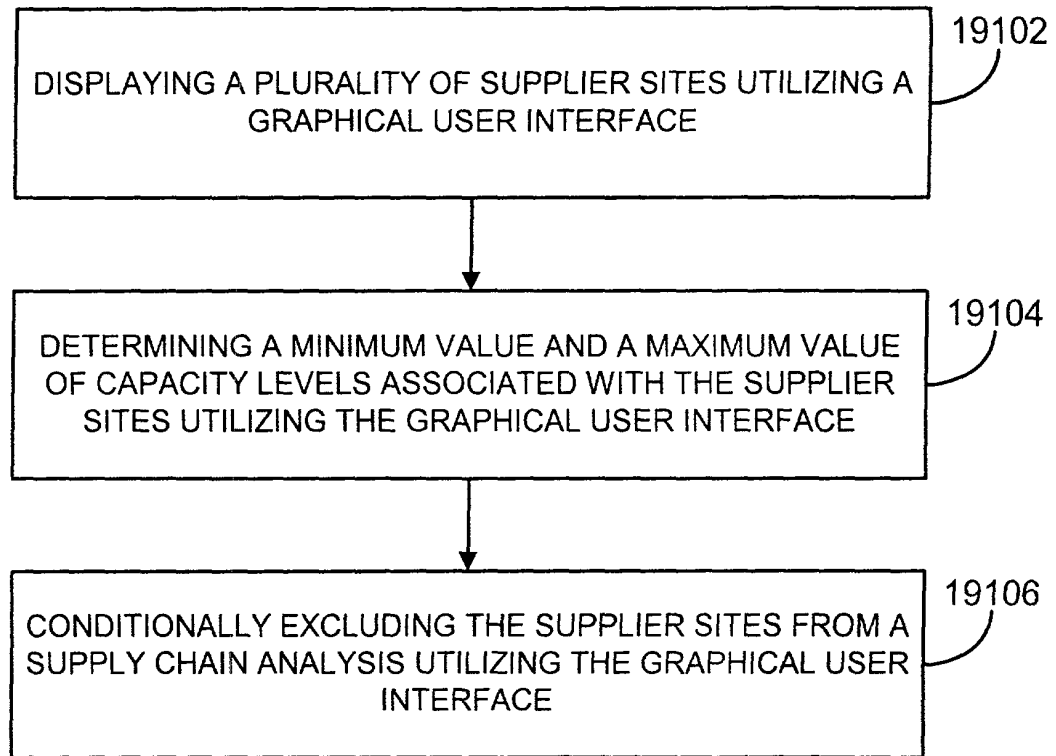 19102
DISPLAYING A PLURALITY OF SUPPLIER SITES UTILIZING A
GRAPHICAL USER INTERFACE
19104
DETERMINING A MINIMUM VALUE AND A MAXIMUM VALUE
OF CAPACITY LEVELS ASSOCIATED WITH THE SUPPLIER
SITES UTILIZING THE GRAPHICAL USER INTERFACE
19106
CONDITIONALLY EXCLUDING THE SUPPLIER SITES FROM A
SUPPLY CHAIN ANALYSIS UTILIZING THE GRAPHICAL USER
INTERFACE